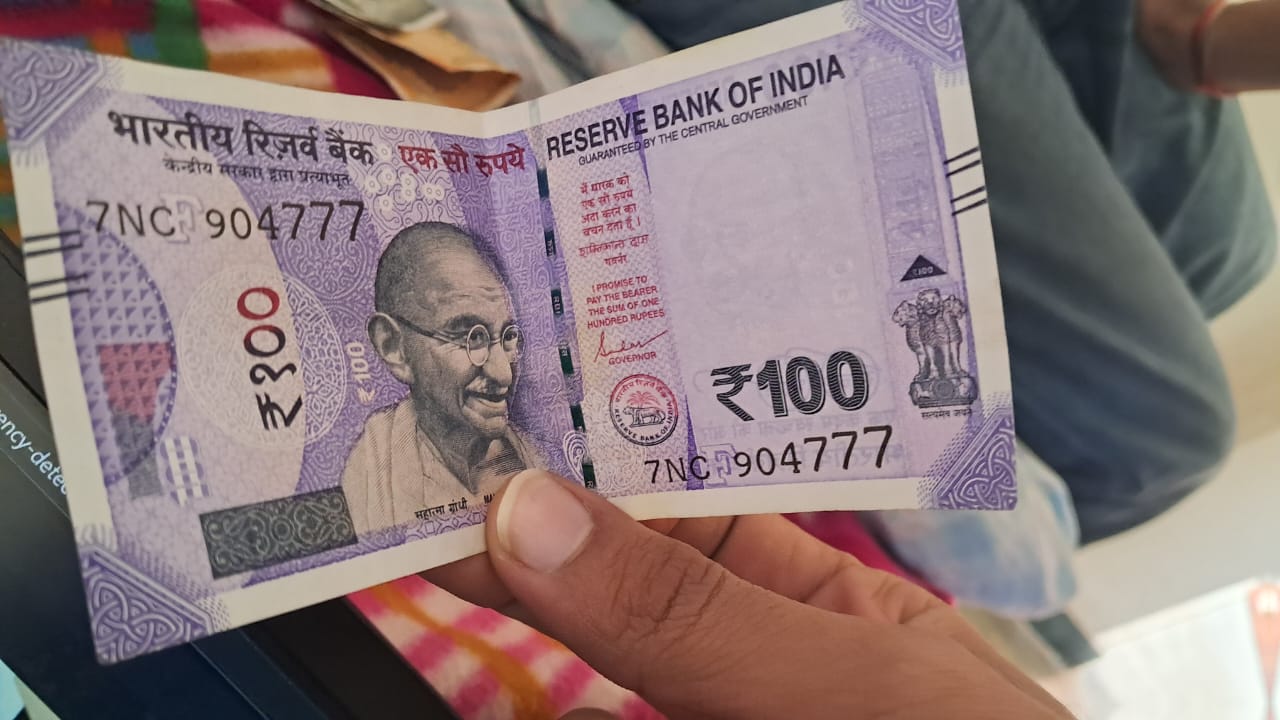 भारतीय रिज़र्व बैंक
केन्द्रीय सरकार द्वारा प्रत्याभूत
एक सौ रुपये
7NC 904777
₹१००
₹100
महात्मा गांधी
RESERVE BANK OF INDIA
GUARANTEED BY THE CENTRAL GOVERNMENT
मैं धारक को
एक सौ रुपये
अदा करने का
वचन देता हूँ।
शक्तिकान्त दास
गवर्नर
I PROMISE TO
PAY THE BEARER
THE SUM OF ONE
HUNDRED RUPEES
GOVERNOR
भारतीय रिज़र्व बैंक
RESERVE BANK OF INDIA
₹100
₹100
सत्यमेव जयते
7NC 904777